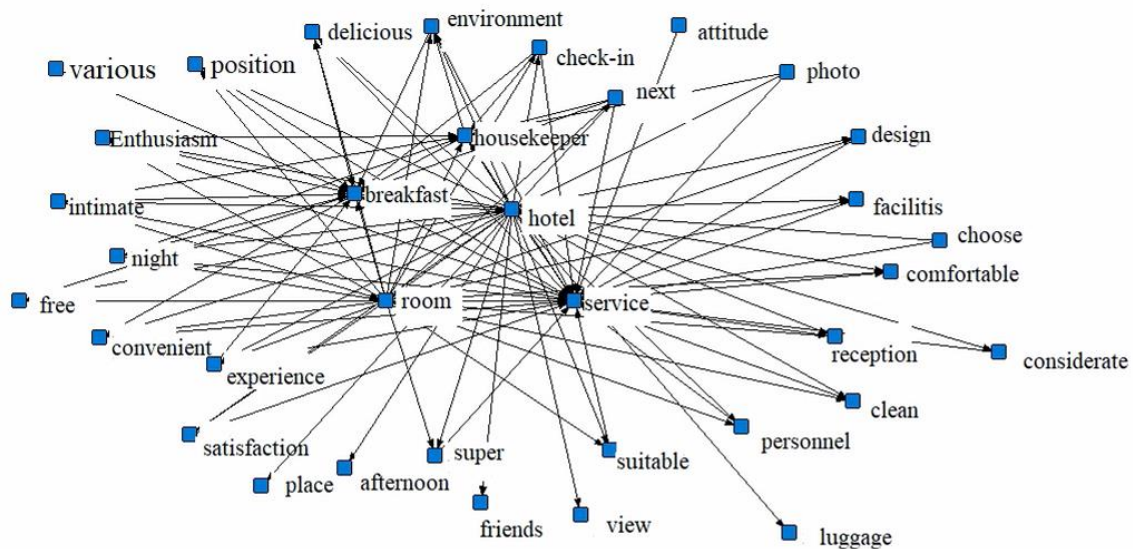 environment
delicious
attitude
check-in
various
position
photo
next
Enthusiasm
housekeeper
design
breakfast
intimate
hotel
facilitis
choose
night
comfortable
free
room
service
convenient
reception
considerate
experience
clean
satisfaction
super
suitable
personnel
place
afternoon
friends
view
luggage